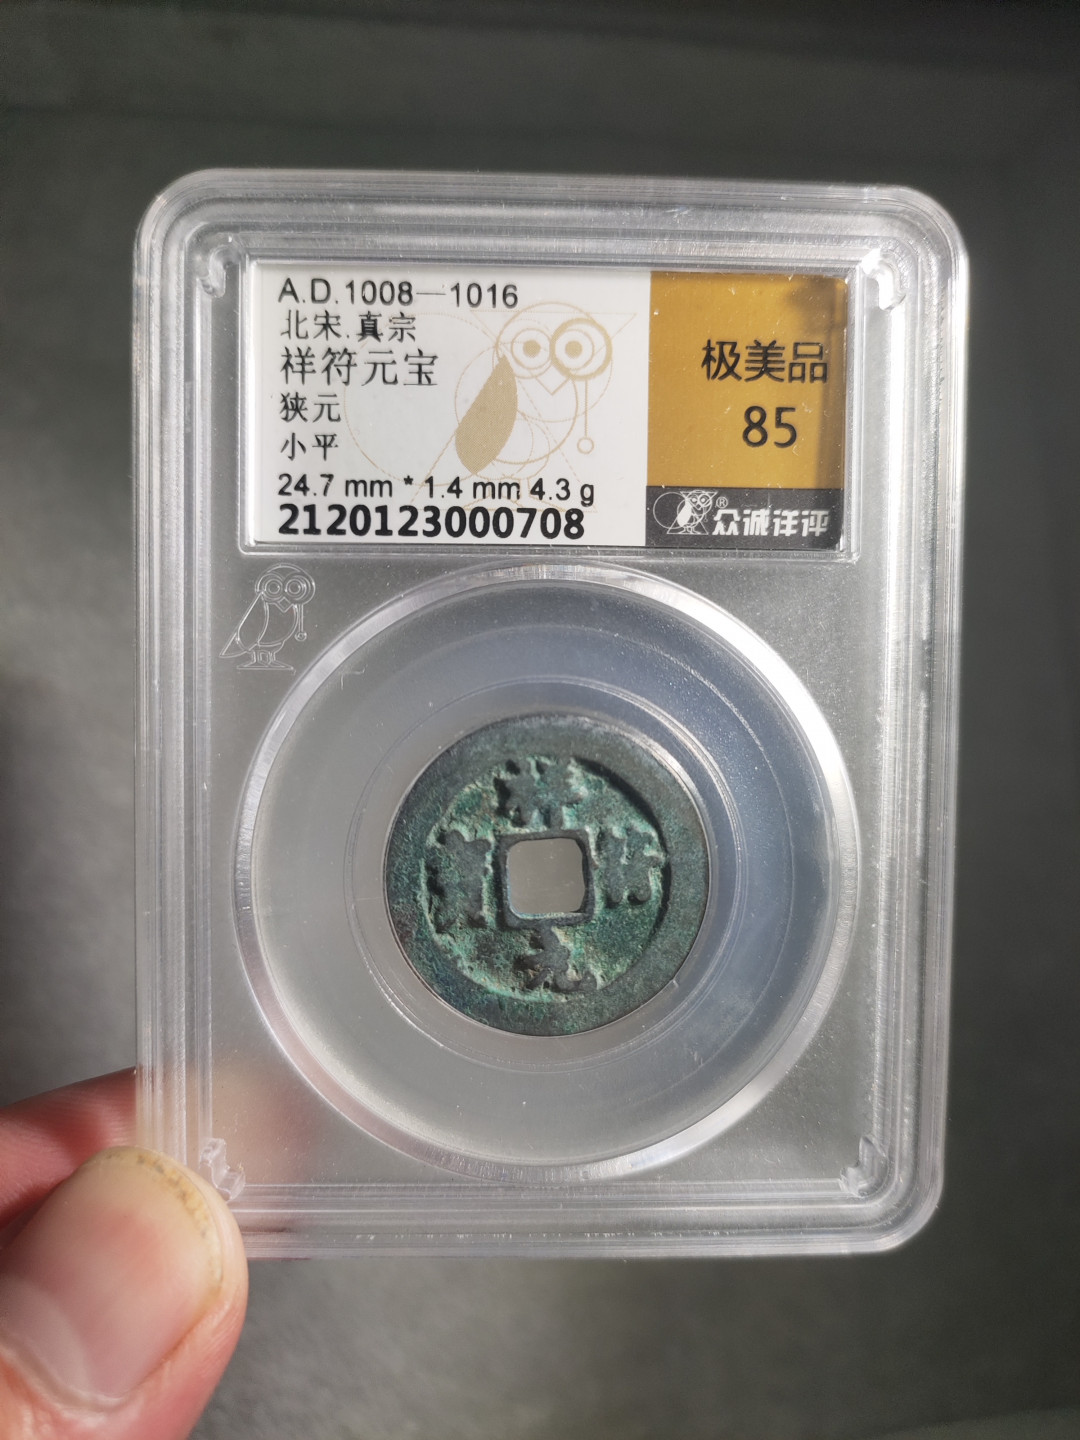 A.D.1008—1016
北宋.真宗
祥符元宝
狭元
小平
24.7 mm * 1.4 mm 4.3 g
2120123000708
极美品
85
®
众诚洋评
祥符元寶